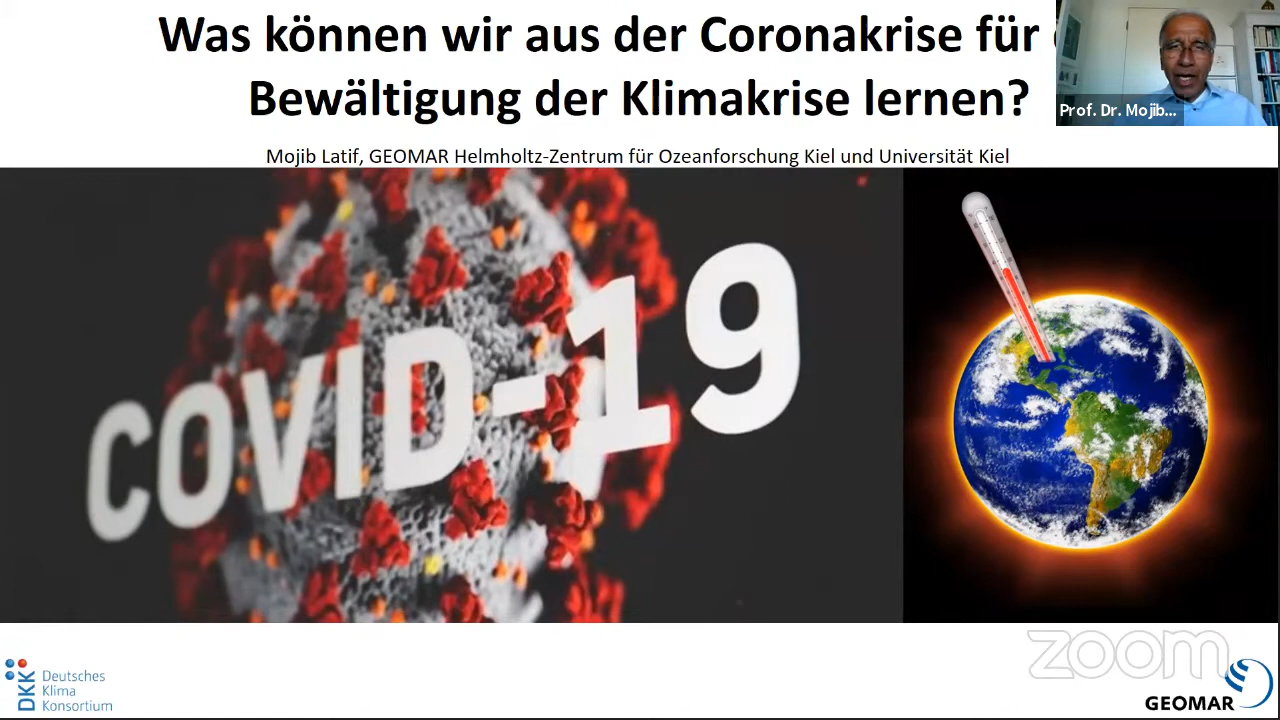 Was können wir aus der Coronakrise für
Bewältigung der Klimakrise lernen?
Prof. Dr. Mojib...
Mojib Latif, GEOMAR Helmholtz-Zentrum für Ozeanforschung Kiel und Universität Kiel
COVID-19
DKK
Deutsches
Klima
Konsortium
zoom
GEOMAR